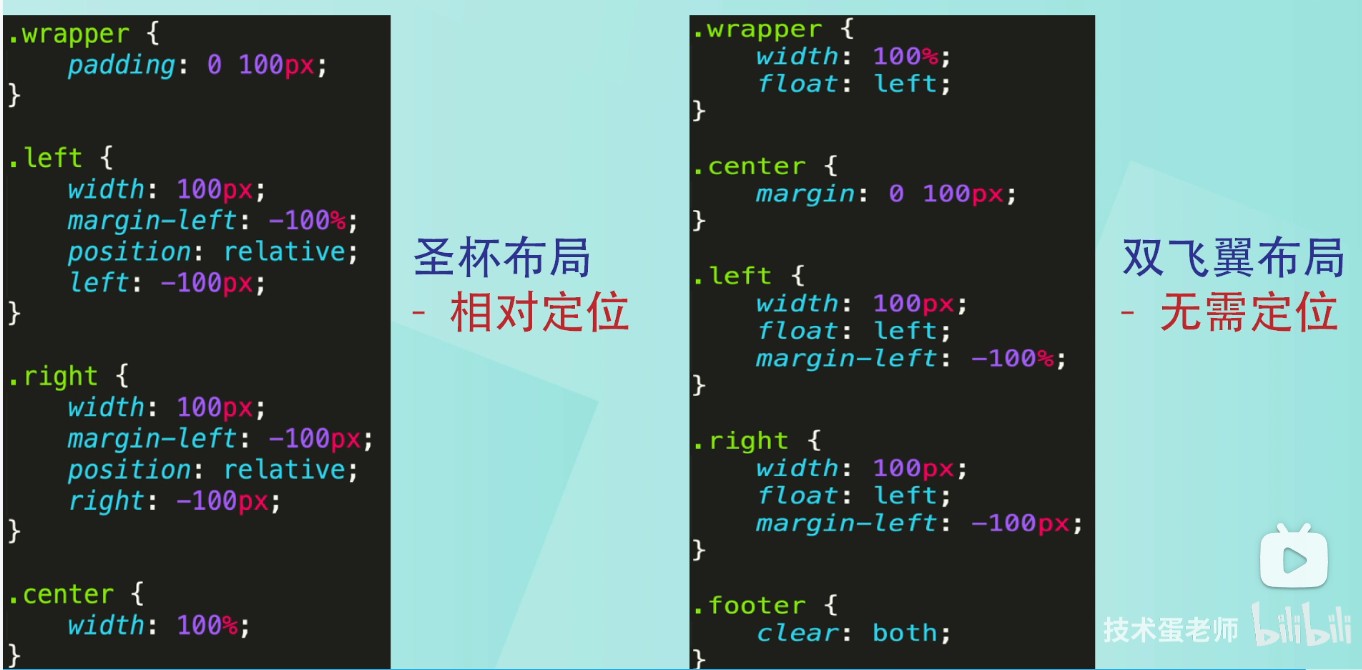 .wrapper {
    padding: 0 100px;
}
.left {
    width: 100px;
    margin-left: -100%;
    position: relative;
    left: -100px;
}
.right {
    width: 100px;
    margin-left: -100px;
    position: relative;
    right: -100px;
}
.center {
    width: 100%;
}
圣杯布局
- 相对定位
.wrapper {
    width: 100%;
    float: left;
}
.center {
    margin: 0 100px;
}
.left {
    width: 100px;
    float: left;
    margin-left: -100%;
}
.right {
    width: 100px;
    float: left;
    margin-left: -100px;
}
.footer {
    clear: both;
}
双飞翼布局
- 无需定位
技术蛋老师 bilibili